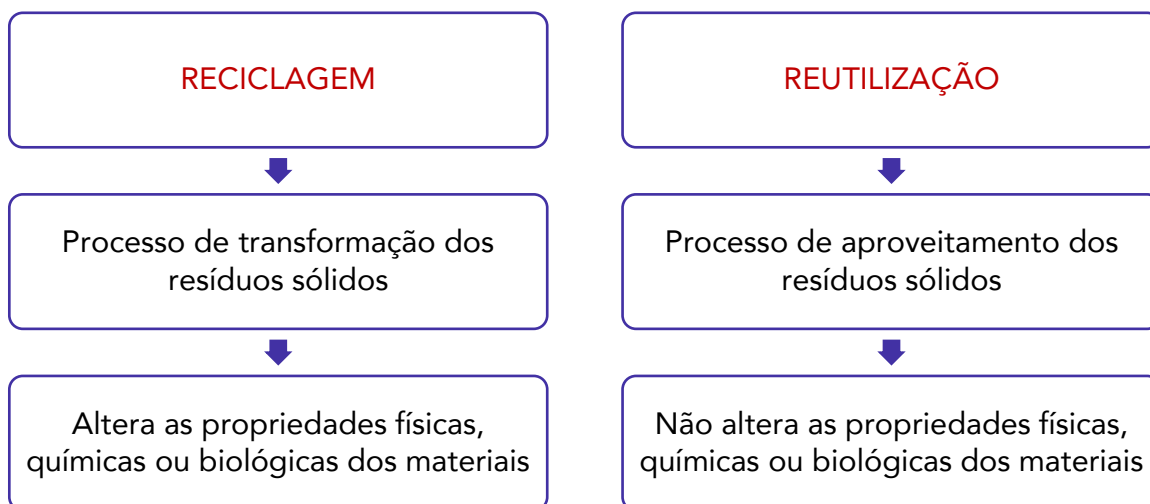 RECICLAGEM
Processo de transformação dos
resíduos sólidos
Altera as propriedades físicas,
químicas ou biológicas dos materiais
REUTILIZAÇÃO
Processo de aproveitamento dos
resíduos sólidos
Não altera as propriedades físicas,
químicas ou biológicas dos materiais